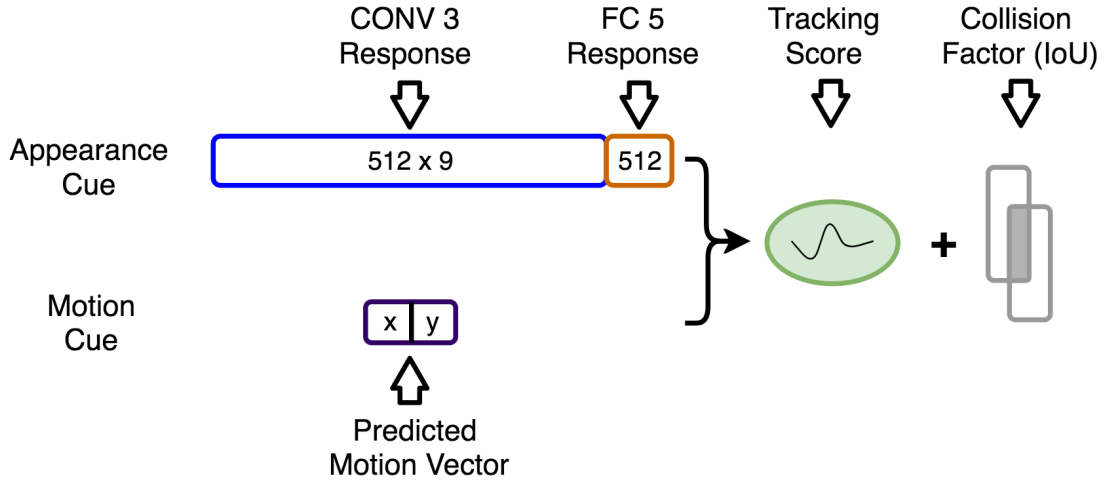 CONV 3
Response
FC 5
Response
Tracking
Score
Collision
Factor (IoU)
Appearance
Cue
512 x 9
512
+
Motion
Cue
x
y
Predicted
Motion Vector